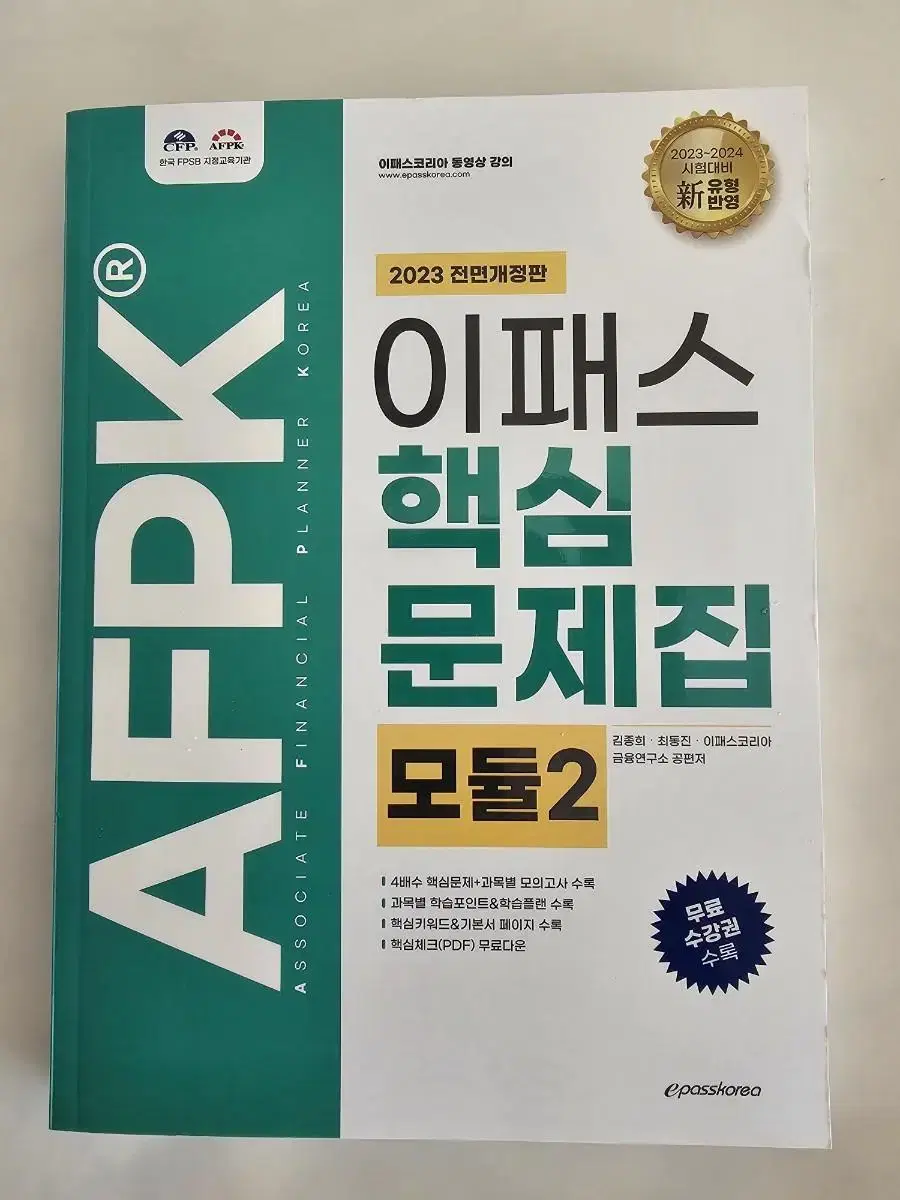 CFP® AFPK®
한국 FPSB 지정교육기관
이패스코리아 동영상 강의
www.epasskorea.com
2023~2024
시험대비
新 유형
반영
2023 전면개정판
AFPK®
ASSOCIATE FINANCIAL PLANNER KOREA
이패스
핵심
문제집
모듈2
김종희 · 최동진 · 이패스코리아
금융연구소 공편저
4배수 핵심문제+과목별 모의고사 수록
과목별 학습포인트&학습플랜 수록
핵심키워드&기본서 페이지 수록
핵심체크(PDF) 무료다운
무료
수강권
수록
epasskorea